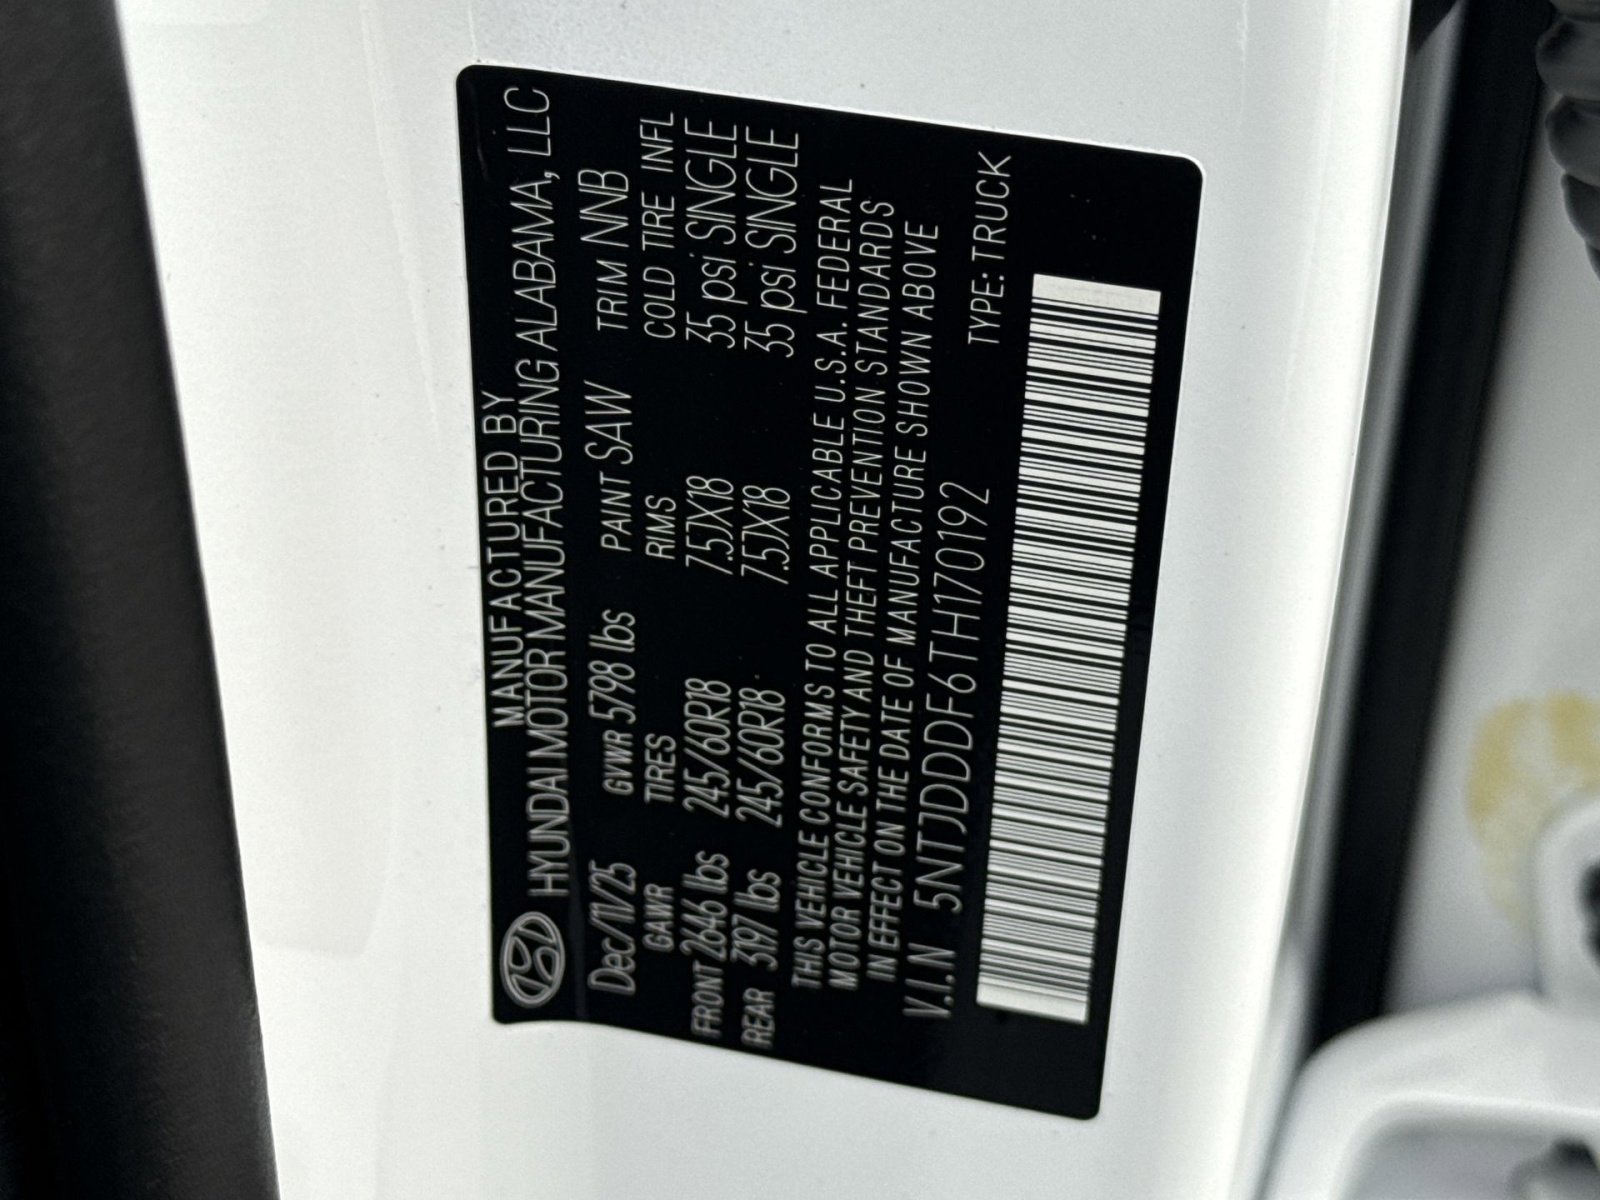 MANUFACTURED BY
HYUNDAI MOTOR MANUFACTURING ALABAMA, LLC
Dec/11/25 GVWR 5798 lbs PAINT SAW TRIM NNB
GAWR TIRES RIMS COLD TIRE INFL
FRONT 2646 lbs 245/60R18 7.5JX18 35 psi SINGLE
REAR 3197 lbs 245/60R18 7.5JX18 35 psi SINGLE
THIS VEHICLE CONFORMS TO ALL APPLICABLE U.S.A. FEDERAL
MOTOR VEHICLE SAFETY AND THEFT PREVENTION STANDARDS
IN EFFECT ON THE DATE OF MANUFACTURE SHOWN ABOVE
V.I.N 5NTJDDDF6TH170192 TYPE: TRUCK